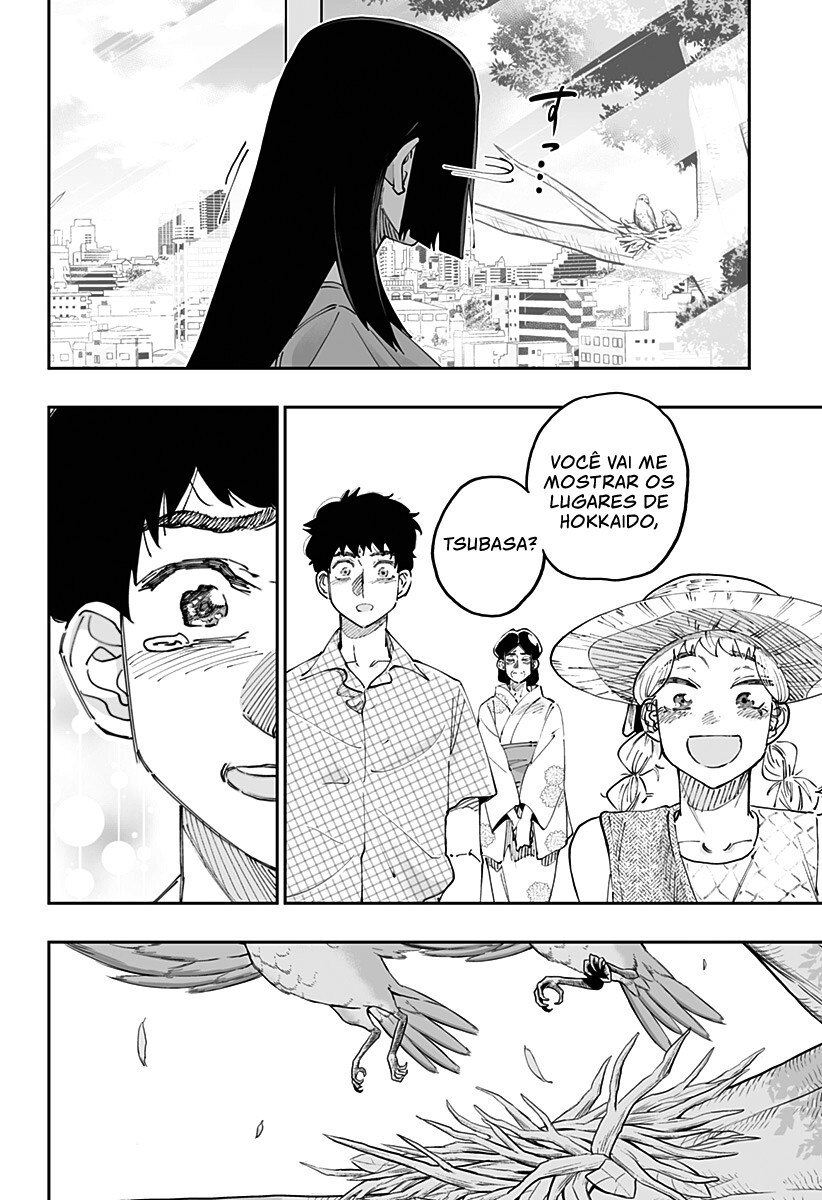 すっ…
VOCÊ VAI ME
MOSTRAR OS
LUGARES DE
HOKKAIDO,
TSUBASA?